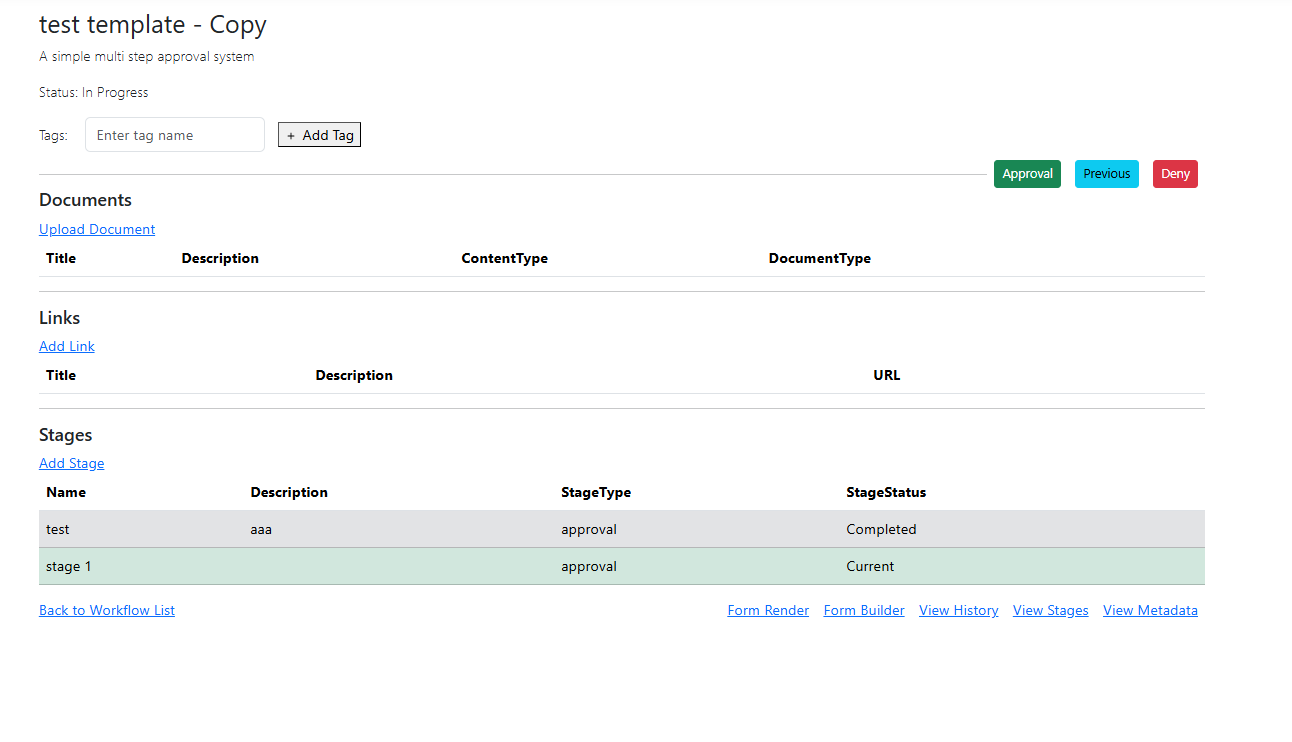 test template - Copy
A simple multi step approval system
Status: In Progress
Tags: Enter tag name + Add Tag
Approval Previous Deny
Documents
Upload Document
Title Description ContentType DocumentType
Links
Add Link
Title Description URL
Stages
Add Stage
Name Description StageType StageStatus
test aaa approval Completed
stage 1 approval Current
Back to Workflow List Form Render Form Builder View History View Stages View Metadata